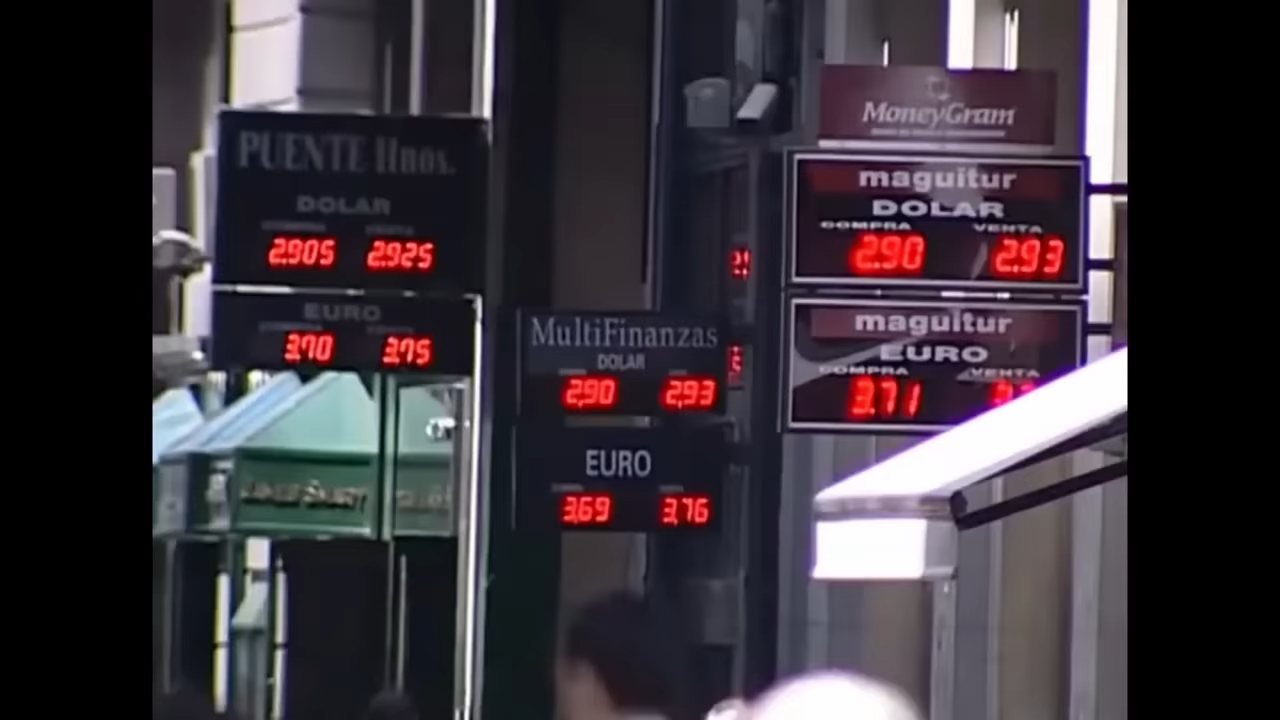 PUENTE Hnos.
DOLAR
2.905 2.925
EURO
3.70 3.75
MultiFinanzas
DOLAR
2,90 2,93
EURO
3,69 3,76
MoneyGram
maguitur
DOLAR
COMPRA VENTA
2.90 2.93
maguitur
EURO
COMPRA VENTA
3.71